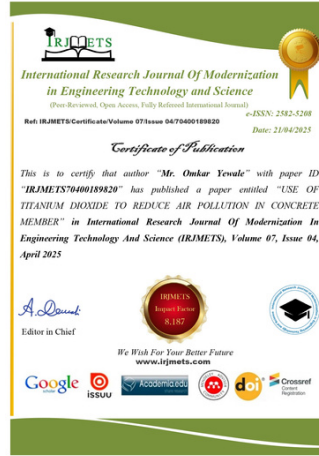 IRJMETS
International Research Journal Of Modernization
in Engineering Technology and Science
(Peer-Reviewed, Open Access, Fully Refereed International Journal)
e-ISSN: 2582-5208
Ref: IRJMETS/Certificate/Volume 07/Issue 04/70400189820
Date: 21/04/2025
Certificate of Publication
This is to certify that author "Mr. Omkar Yewale" with paper ID
"IRJMETS70400189820" has published a paper entitled "USE OF
TITANIUM DIOXIDE TO REDUCE AIR POLLUTION IN CONCRETE
MEMBER" in International Research Journal Of Modernization In
Engineering Technology And Science (IRJMETS), Volume 07, Issue 04,
April 2025
A. Deush
Editor in Chief
IRJMETS
Impact Factor
8.187
We Wish For Your Better Future
www.irjmets.com
Google
scholar
issuu
Academia.edu
doi
Crossref
Content
Registration